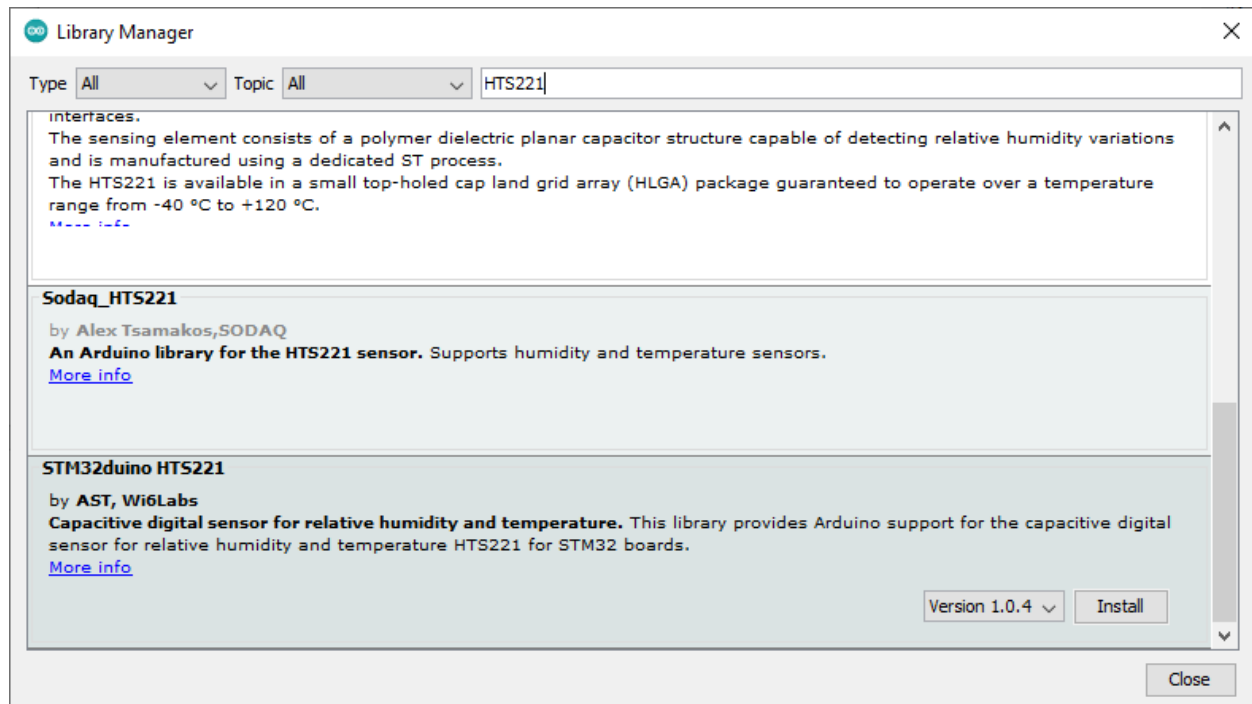 Library Manager
Type All Topic All HTS221
interfaces.
The sensing element consists of a polymer dielectric planar capacitor structure capable of detecting relative humidity variations
and is manufactured using a dedicated ST process.
The HTS221 is available in a small top-holed cap land grid array (HLGA) package guaranteed to operate over a temperature
range from -40 °C to +120 °C.
More info
Sodaq_HTS221
by Alex Tsamakos,SODAQ
An Arduino library for the HTS221 sensor. Supports humidity and temperature sensors.
More info
STM32duino HTS221
by AST, Wi6Labs
Capacitive digital sensor for relative humidity and temperature. This library provides Arduino support for the capacitive digital
sensor for relative humidity and temperature HTS221 for STM32 boards.
More info
Version 1.0.4 Install
Close